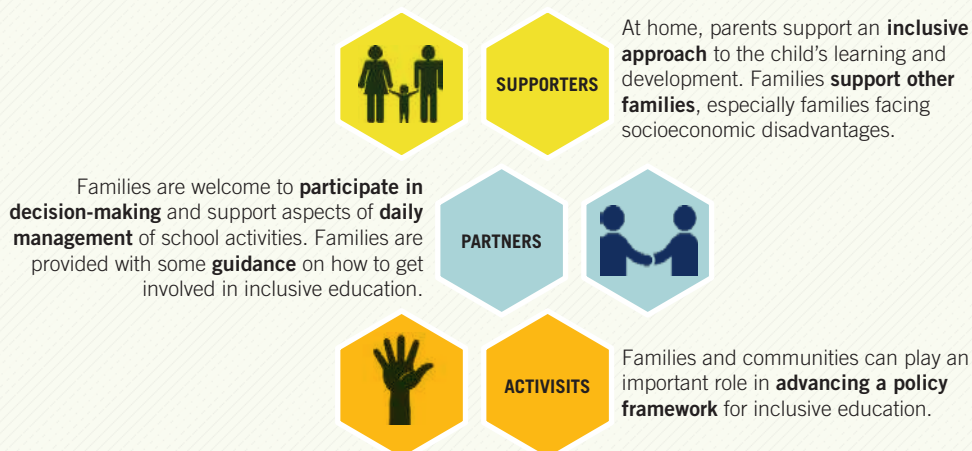 SUPPORTERS
At home, parents support an inclusive
approach to the child's learning and
development. Families support other
families, especially families facing
socioeconomic disadvantages.
Families are welcome to participate in
decision-making and support aspects of daily
management of school activities. Families are
provided with some guidance on how to get
involved in inclusive education.
PARTNERS
ACTIVISITS
Families and communities can play an
important role in advancing a policy
framework for inclusive education.